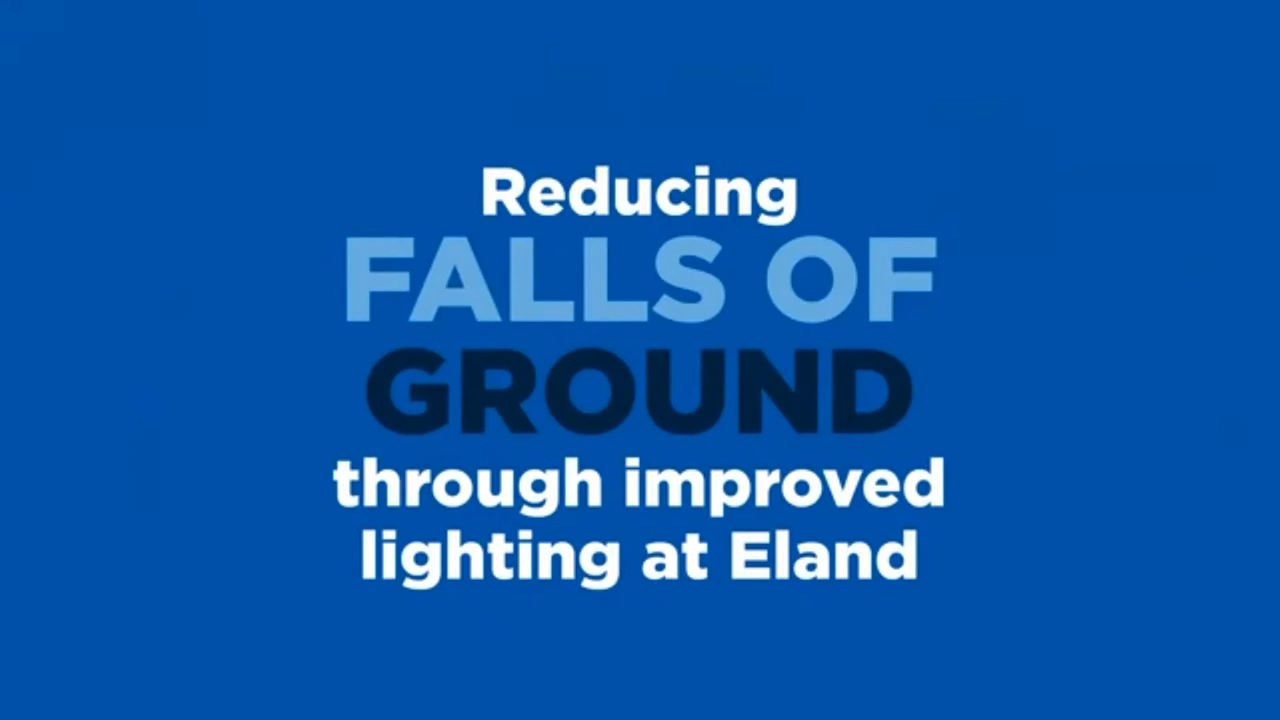 Reducing
FALLS OF
GROUND
through improved
lighting at Eland